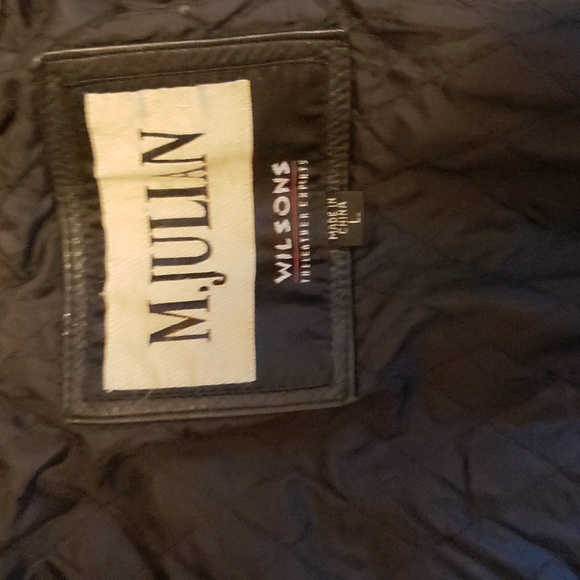 M.JULIAN
WILSONS
THE LEATHER EXPERTS
MADE IN
CHINA
L